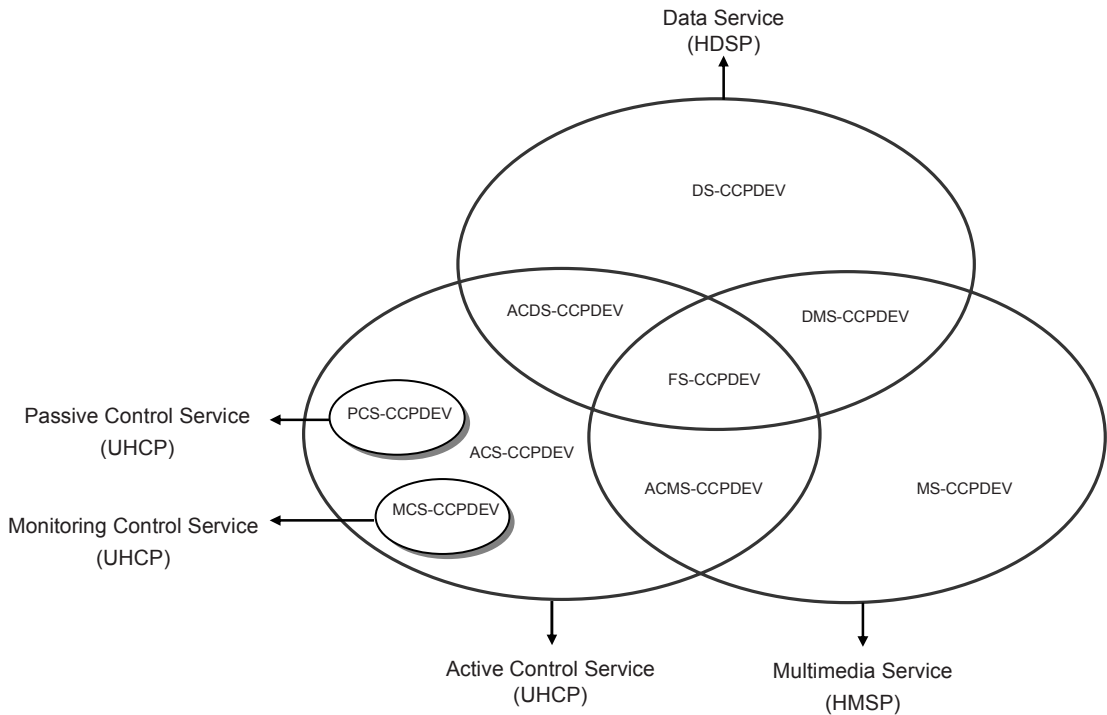 Data Service
(HDSP)
DS-CCPDEV
ACDS-CCPDEV
DMS-CCPDEV
FS-CCPDEV
PCS-CCPDEV
Passive Control Service
(UHCP)
ACS-CCPDEV
ACMS-CCPDEV
MS-CCPDEV
MCS-CCPDEV
Monitoring Control Service
(UHCP)
Active Control Service
(UHCP)
Multimedia Service
(HMSP)